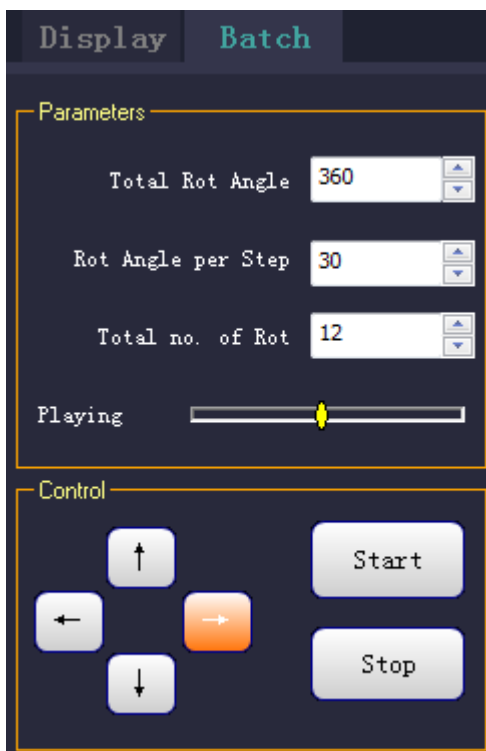 Display Batch
Parameters
Total Rot Angle 360
Rot Angle per Step 30
Total no. of Rot 12
Playing
Control
↑
Start
← →
↓
Stop